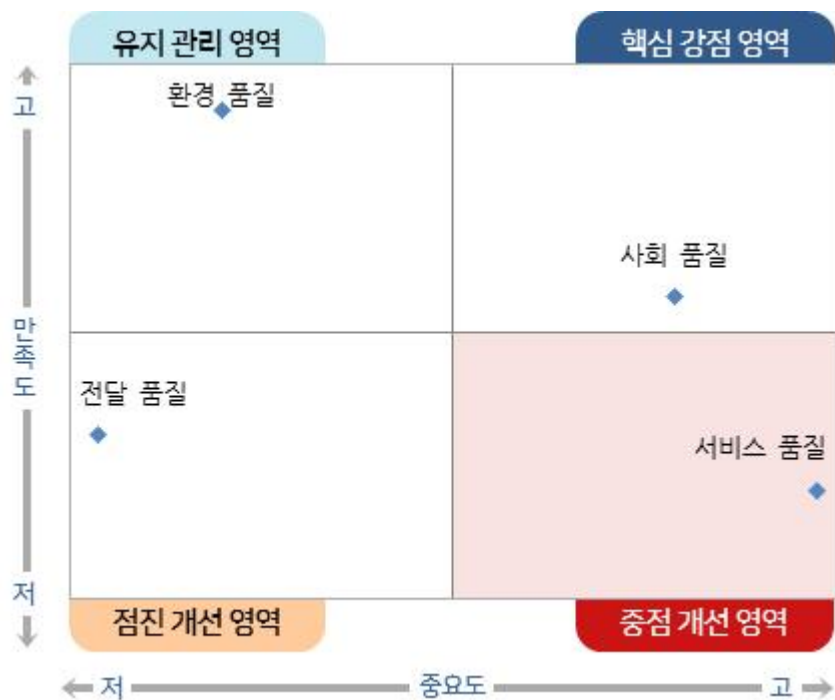 유지 관리 영역
핵심 강점 영역
고
환경 품질
사회 품질
만족도
전달 품질
서비스 품질
저
점진 개선 영역
중점 개선 영역
저
중요도
고